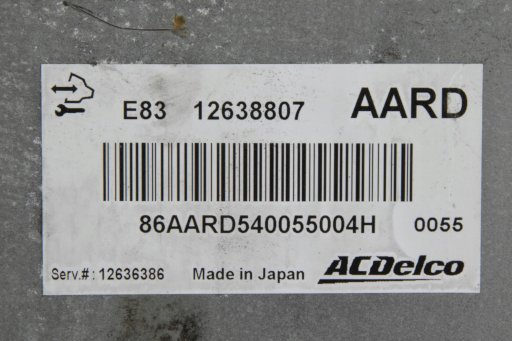 E83 12638807 AARD
86AARD540055004H 0055
Serv.#: 12636386 Made in Japan ACDelco